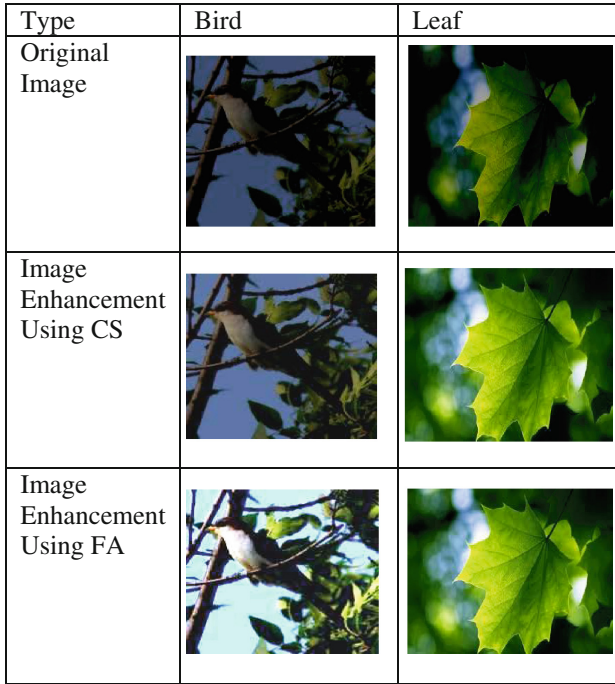 Type Bird Leaf
Original
Image
Image
Enhancement
Using CS
Image
Enhancement
Using FA